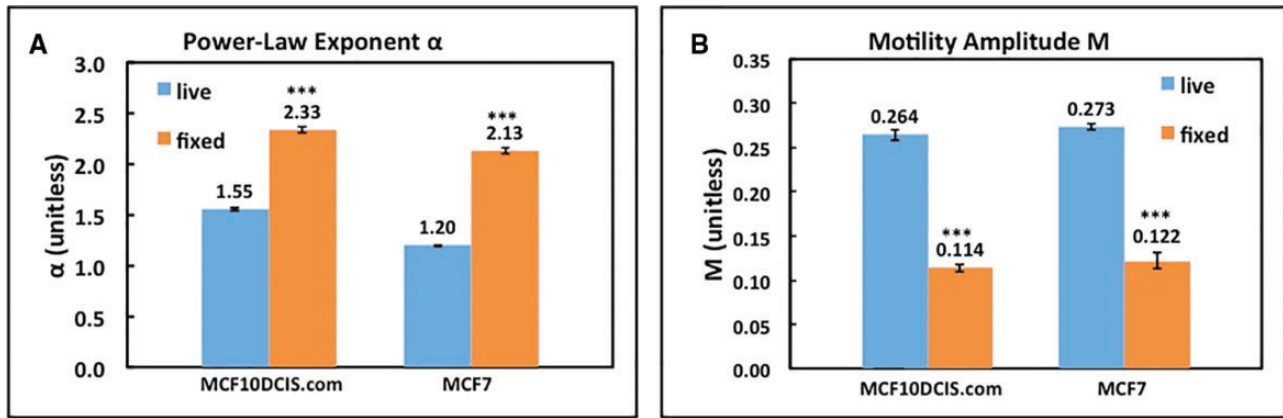 A
Power-Law Exponent α
3.0
2.5
2.0
1.5
1.0
0.5
0.0
α (unitless)
live
fixed
1.55
***
2.33
1.20
***
2.13
MCF10DCIS.com
MCF7
B
Motility Amplitude M
0.35
0.30
0.25
0.20
0.15
0.10
0.05
0.00
M (unitless)
live
fixed
0.264
***
0.114
0.273
***
0.122
MCF10DCIS.com
MCF7